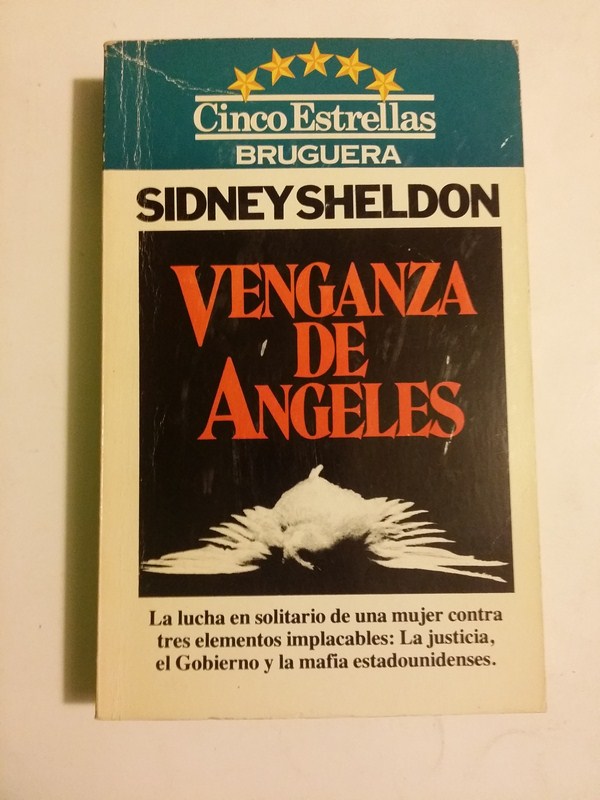 Cinco Estrellas
BRUGUERA
SIDNEY SHELDON
VENGANZA
DE
ANGELES
La lucha en solitario de una mujer contra
tres elementos implacables: La justicia,
el Gobierno y la mafia estadounidenses.